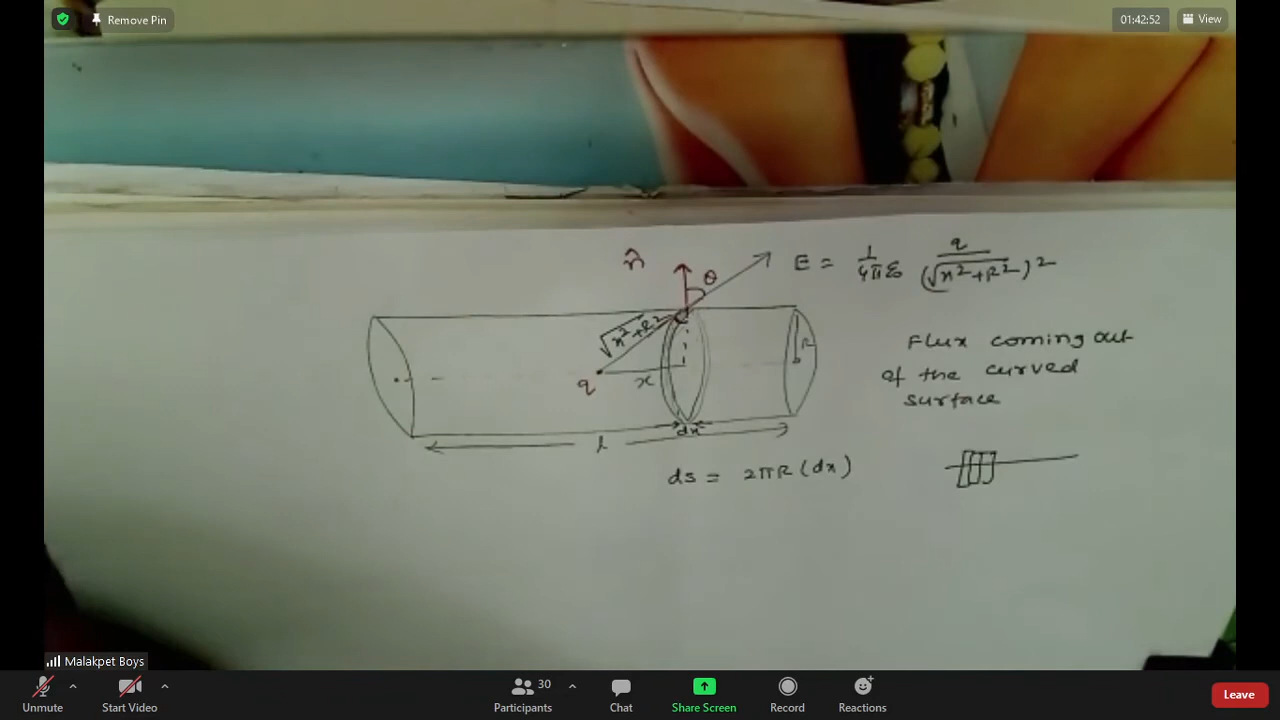 Remove Pin
01:42:52
View
n̂
θ
E = 1/4πε q/(√x²+R²)²
√x²+R²
q
x
R
dx
l
Flux coming out
of the curved
surface
ds = 2πR(dx)
Malakpet Boys
Unmute
Start Video
Participants
30
Chat
Share Screen
Record
Reactions
Leave